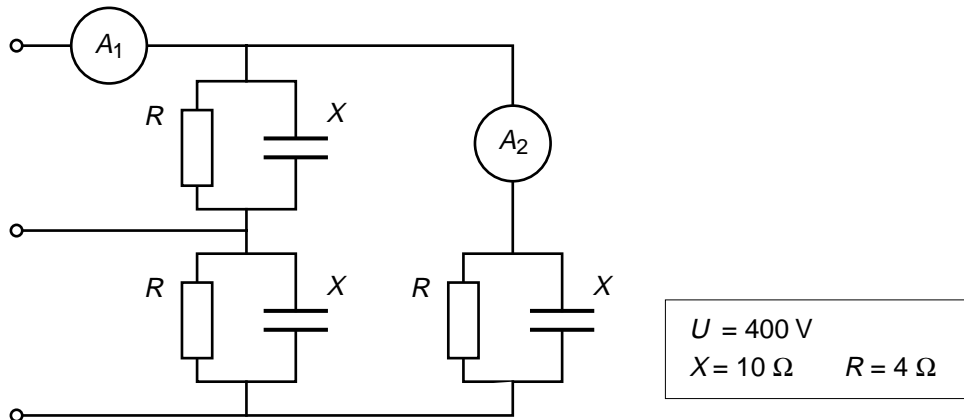 A1
R X
A2
R X
R X
U = 400 V
X = 10 Ω R = 4 Ω